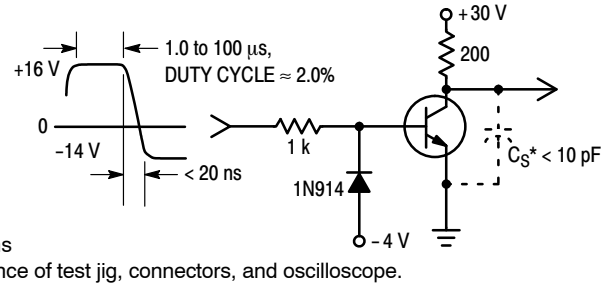 +30 V
1.0 to 100 μs,
DUTY CYCLE ≈ 2.0%
+16 V
200
0
-14 V
1 k
C_S* < 10 pF
< 20 ns
1N914
-4 V
nce of test jig, connectors, and oscilloscope.